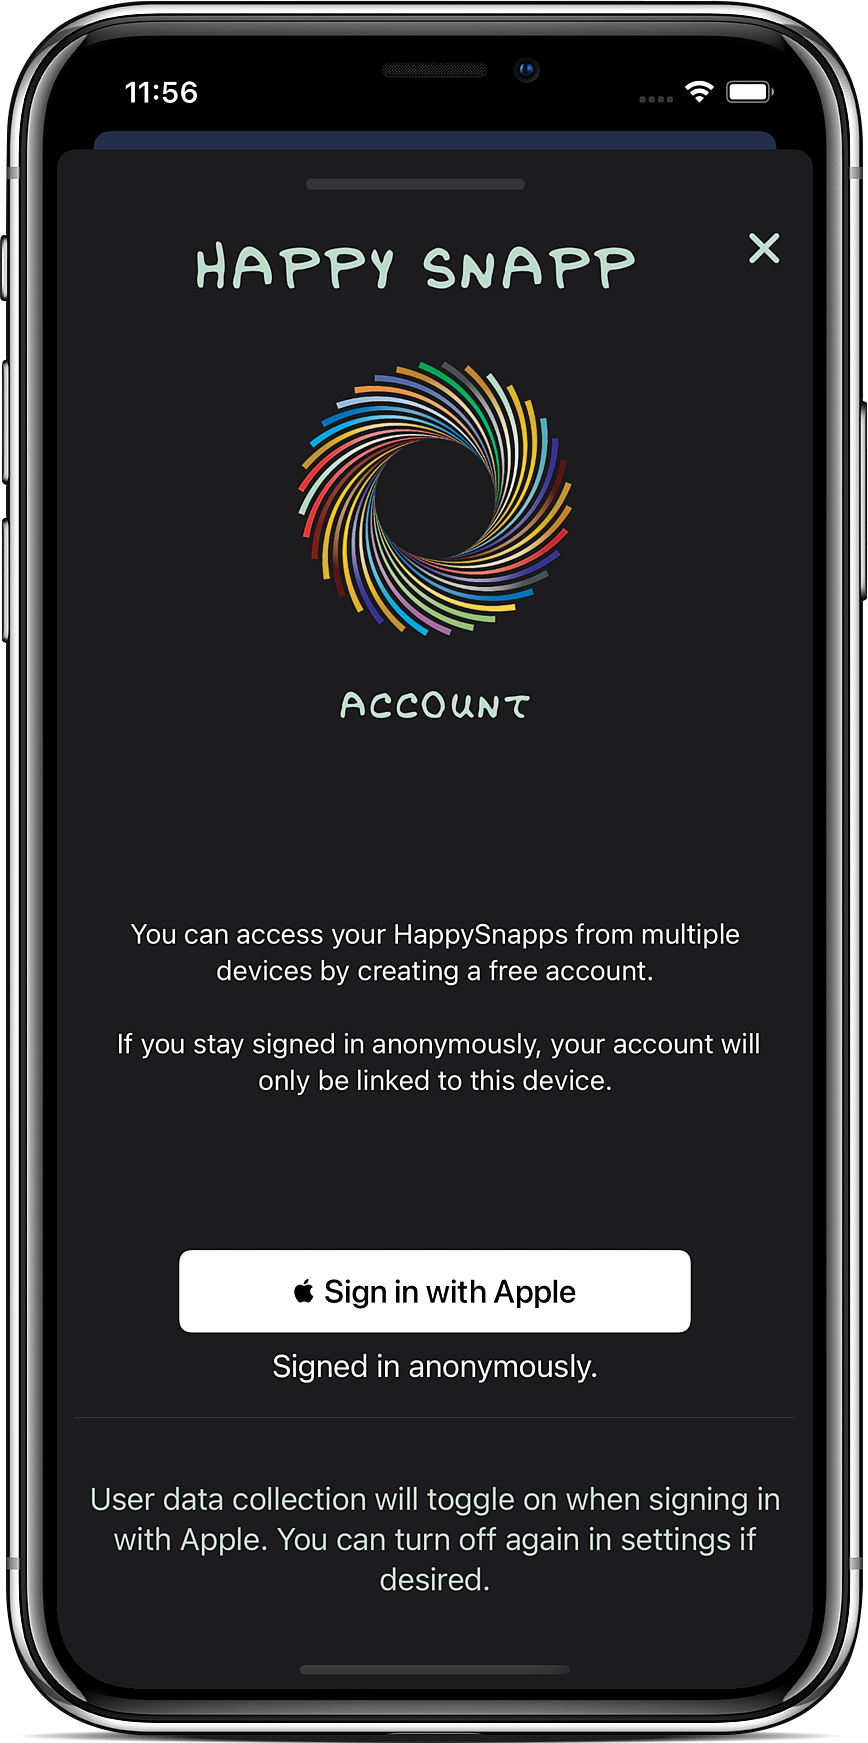 11:56
HAPPY SNAPP
ACCOUNT
You can access your HappySnapps from multiple
devices by creating a free account.
If you stay signed in anonymously, your account will
only be linked to this device.
Sign in with Apple
Signed in anonymously.
User data collection will toggle on when signing in
with Apple. You can turn off again in settings if
desired.